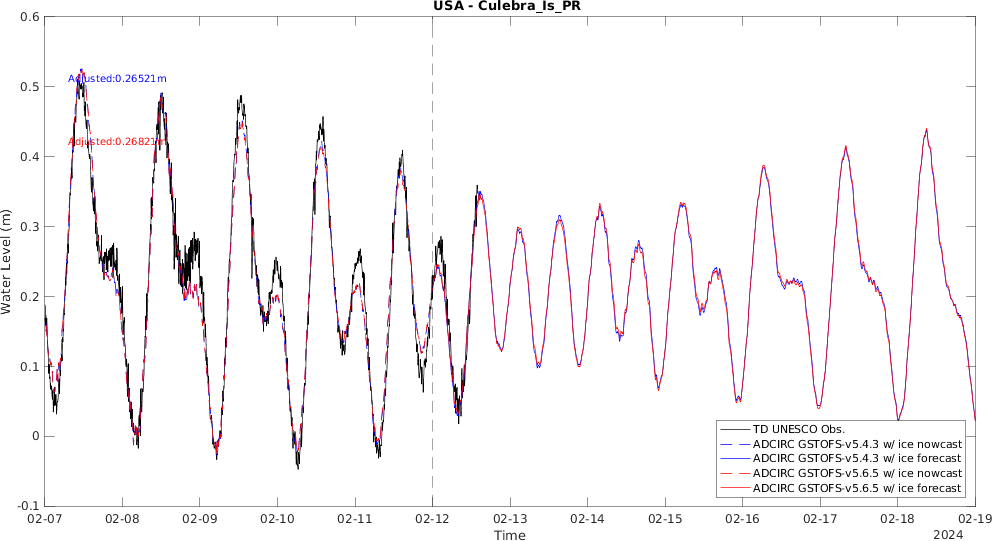 USA - Culebra_Is_PR
0.6
0.5
0.4
0.3
0.2
0.1
0
-0.1
Water Level (m)
Adjusted:0.26521m
Adjusted:0.26821m
TD UNESCO Obs.
ADCIRC GSTOFS-v5.4.3 w/ ice nowcast
ADCIRC GSTOFS-v5.4.3 w/ ice forecast
ADCIRC GSTOFS-v5.6.5 w/ ice nowcast
ADCIRC GSTOFS-v5.6.5 w/ ice forecast
02-07 02-08 02-09 02-10 02-11 02-12 02-13 02-14 02-15 02-16 02-17 02-18 02-19
Time
2024